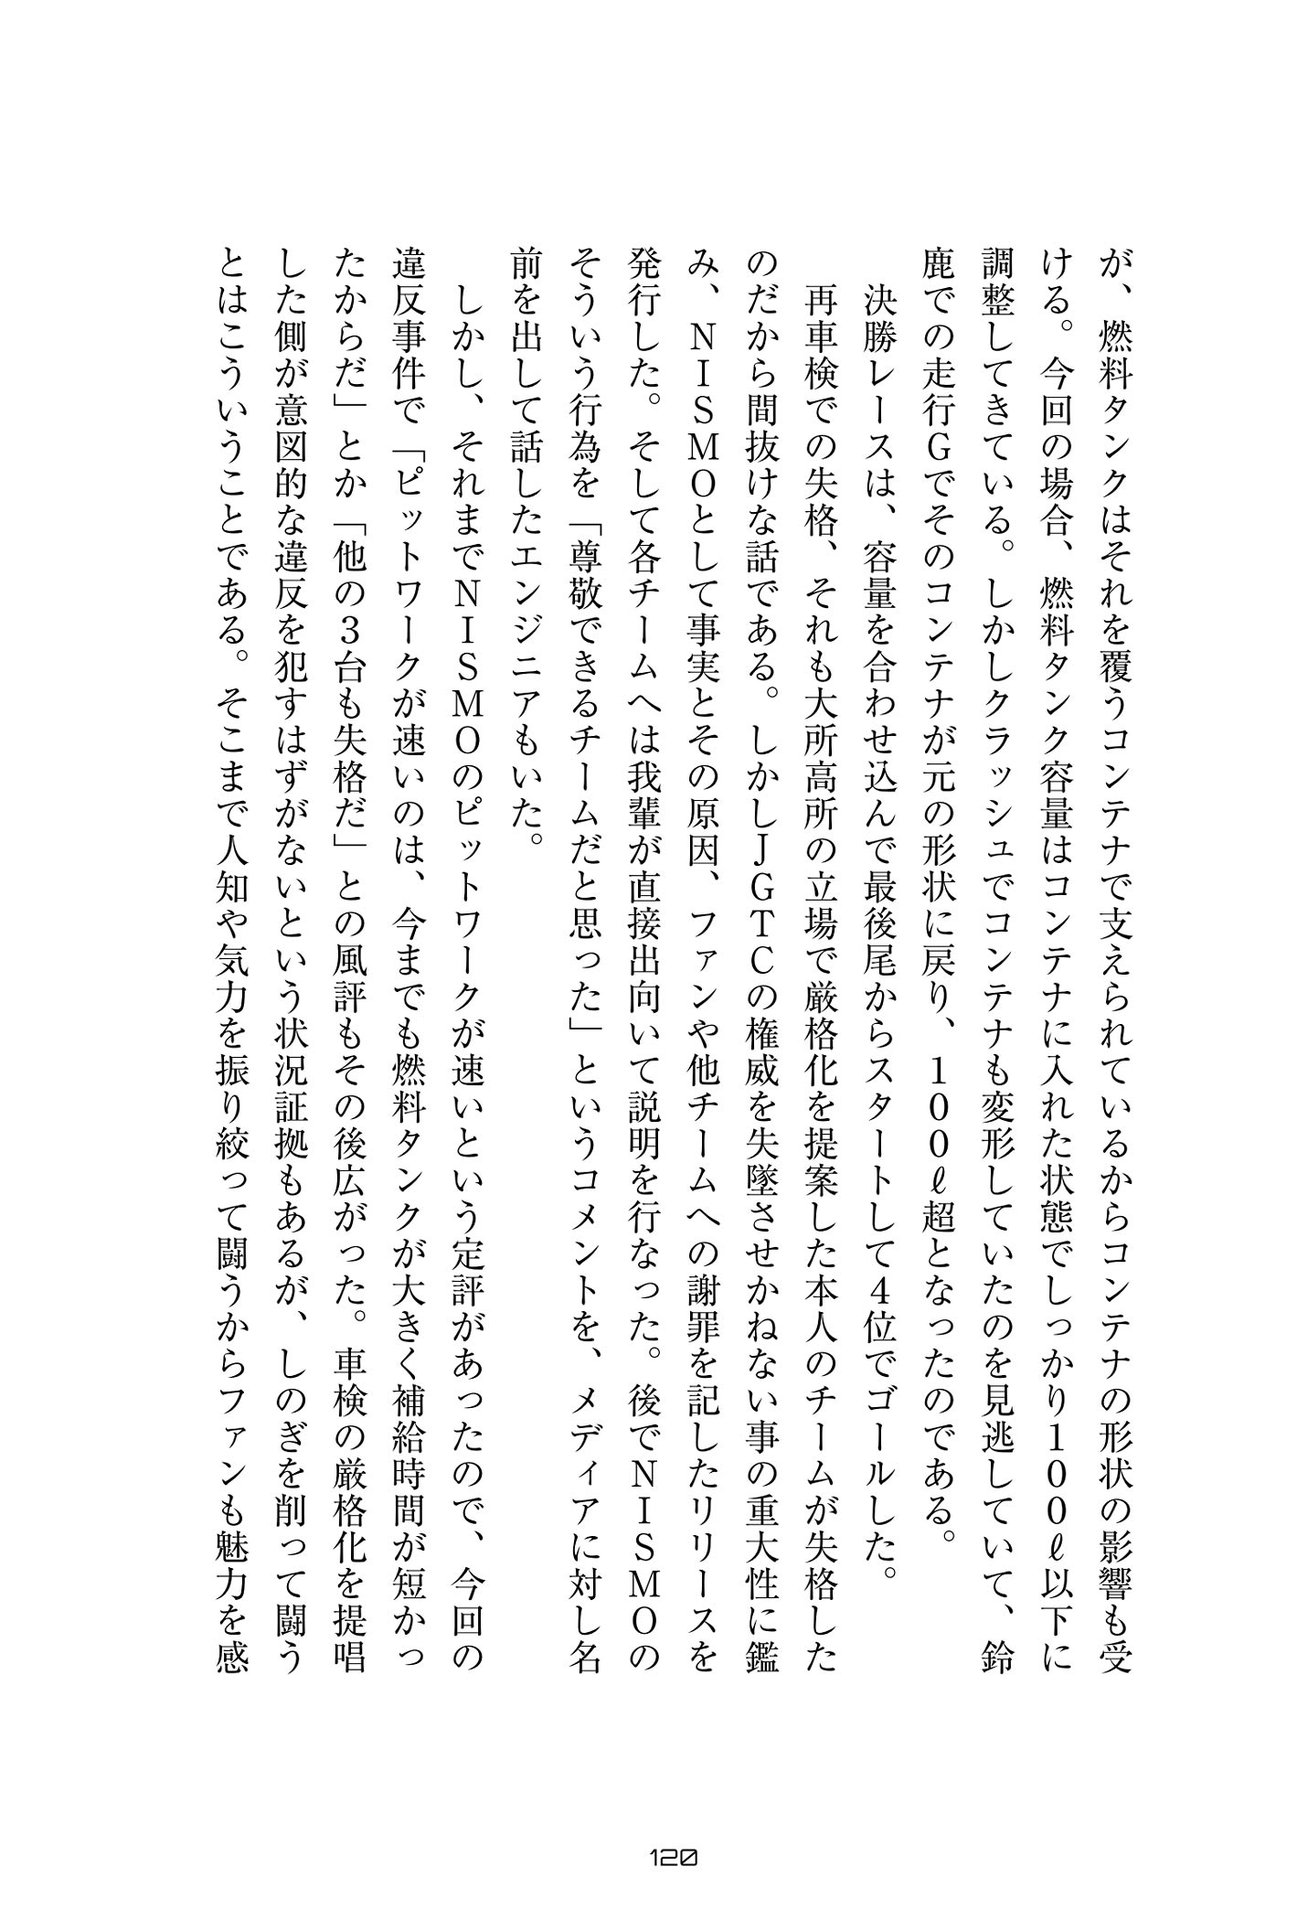 が、燃料タンクはそれを覆うコンテナで支えられているからコンテナの形状の影響も受
ける。今回の場合、燃料タンク容量はコンテナに入れた状態でしっかり１００ℓ以下に
調整してきている。しかしクラッシュでコンテナも変形していたのを見逃していて、鈴
鹿での走行Ｇでそのコンテナが元の形状に戻り、１００ℓ超となったのである。
　決勝レースは、容量を合わせ込んで最後尾からスタートして４位でゴールした。
　再車検での失格、それも大所高所の立場で厳格化を提案した本人のチームが失格した
のだから間抜けな話である。しかしＪＧＴＣの権威を失墜させかねない事の重大性に鑑
み、ＮＩＳＭＯとして事実とその原因、ファンや他チームへの謝罪を記したリリースを
発行した。そして各チームへは我輩が直接出向いて説明を行なった。後でＮＩＳＭＯの
そういう行為を「尊敬できるチームだと思った」というコメントを、メディアに対し名
前を出して話したエンジニアもいた。
　しかし、それまでＮＩＳＭＯのピットワークが速いという定評があったので、今回の
違反事件で「ピットワークが速いのは、今までも燃料タンクが大きく補給時間が短かっ
たからだ」とか「他の３台も失格だ」との風評もその後広がった。車検の厳格化を提唱
した側が意図的な違反を犯すはずがないという状況証拠もあるが、しのぎを削って闘う
とはこういうことである。そこまで人知や気力を振り絞って闘うからファンも魅力を感
120